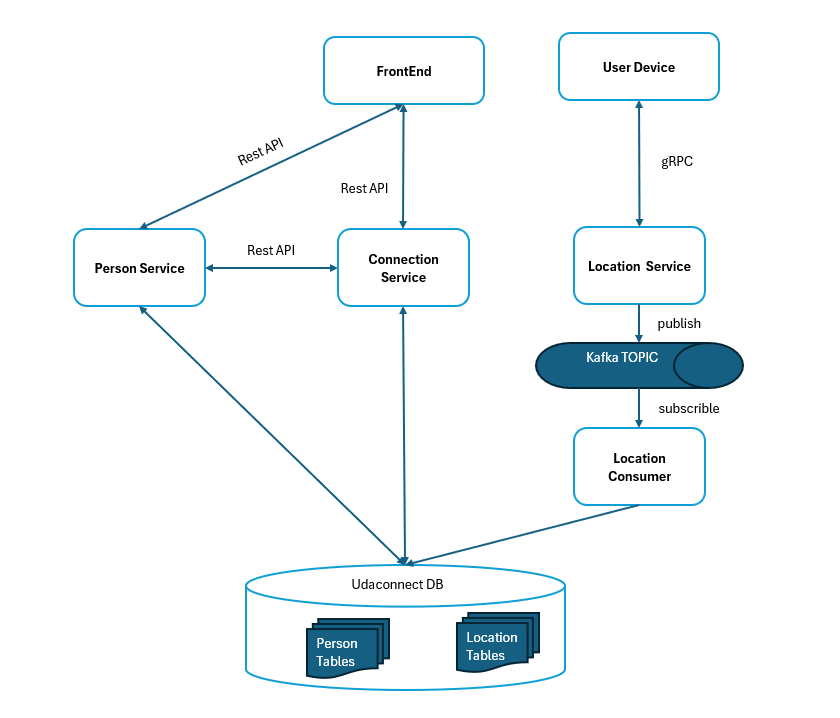 FrontEnd
User Device
Rest API
Rest API
gRPC
Person Service
Rest API
Connection
Service
Location Service
publish
Kafka TOPIC
subscrible
Location
Consumer
Udaconnect DB
Person
Tables
Location
Tables